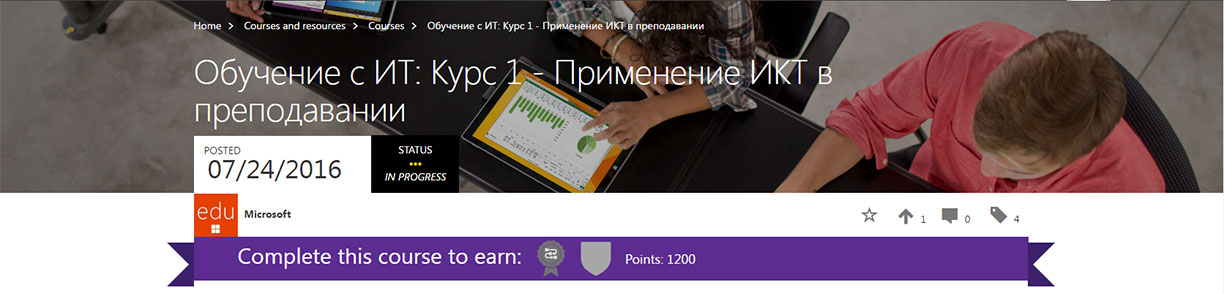 Home > Courses and resources > Courses > Обучение с ИТ: Курс 1 - Применение ИКТ в преподавании
Обучение с ИТ: Курс 1 - Применение ИКТ в
преподавании
POSTED
07/24/2016
STATUS
IN PROGRESS
edu
Microsoft
1
0
4
Complete this course to earn:
Points: 1200